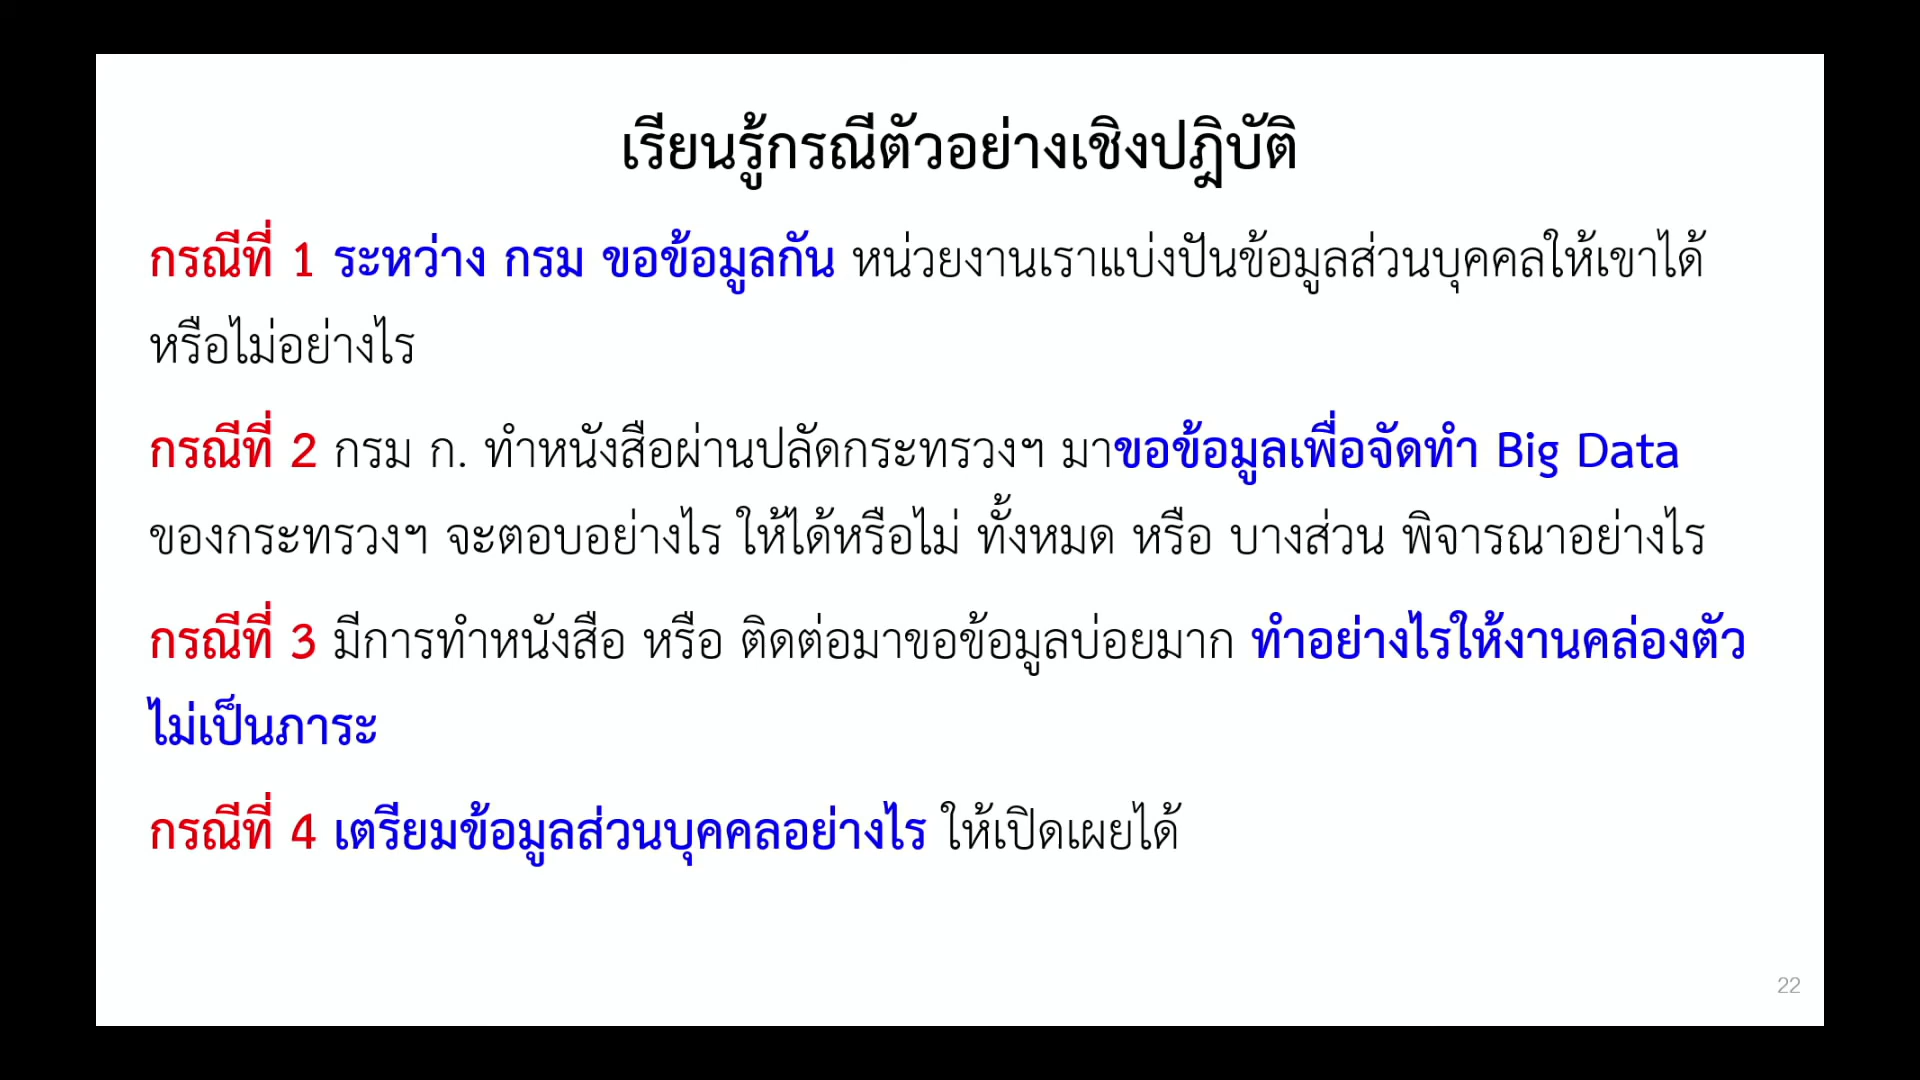 เรียนรู้กรณีตัวอย่างเชิงปฎิบัติ
กรณีที่ 1 ระหว่าง กรม ขอข้อมูลกัน หน่วยงานเราแบ่งปันข้อมูลส่วนบุคคลให้เขาได้
หรือไม่อย่างไร
กรณีที่ 2 กรม ก. ทำหนังสือผ่านปลัดกระทรวงฯ มาขอข้อมูลเพื่อจัดทำ Big Data
ของกระทรวงฯ จะตอบอย่างไร ให้ได้หรือไม่ ทั้งหมด หรือ บางส่วน พิจารณาอย่างไร
กรณีที่ 3 มีการทำหนังสือ หรือ ติดต่อมาขอข้อมูลบ่อยมาก ทำอย่างไรให้งานคล่องตัว
ไม่เป็นภาระ
กรณีที่ 4 เตรียมข้อมูลส่วนบุคคลอย่างไร ให้เปิดเผยได้
22